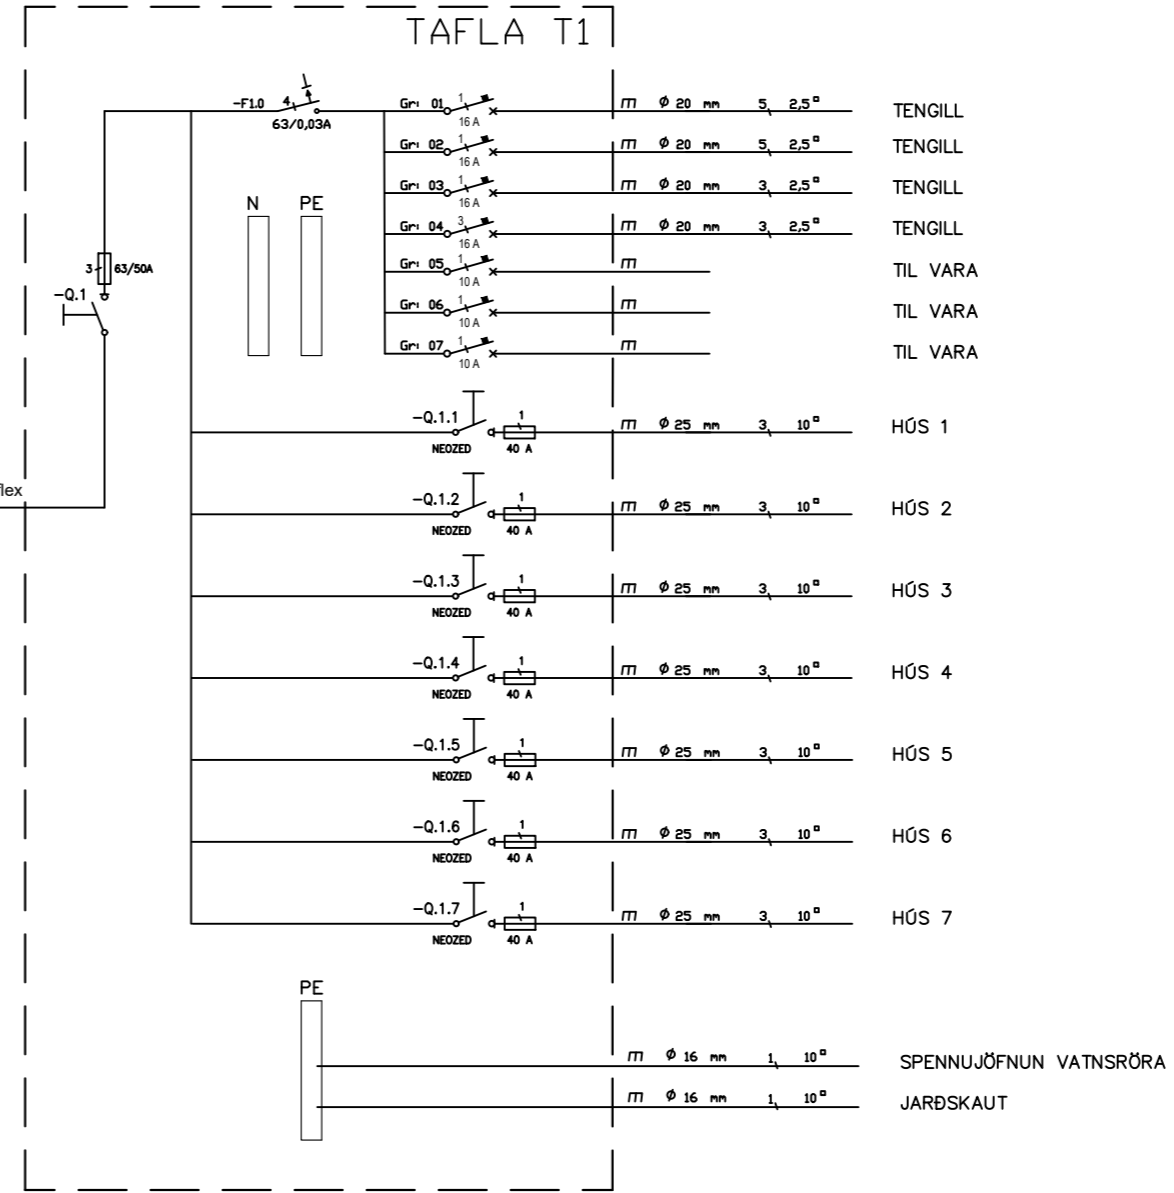 TAFLA T1
-F1.0 4 63/0,03A
Gr: 01 1 16 A m Ø 20 mm 5 2,5 TENGILL
Gr: 02 1 16 A m Ø 20 mm 5 2,5 TENGILL
Gr: 03 1 16 A m Ø 20 mm 3 2,5 TENGILL
Gr: 04 3 16 A m Ø 20 mm 3 2,5 TENGILL
Gr: 05 1 10 A m TIL VARA
Gr: 06 1 10 A m TIL VARA
Gr: 07 1 10 A m TIL VARA
N PE
3 63/50A
-Q.1
-Q.1.1 NEOZED 1 40 A m Ø 25 mm 3 10 HÚS 1
flex
-Q.1.2 NEOZED 1 40 A m Ø 25 mm 3 10 HÚS 2
-Q.1.3 NEOZED 1 40 A m Ø 25 mm 3 10 HÚS 3
-Q.1.4 NEOZED 1 40 A m Ø 25 mm 3 10 HÚS 4
-Q.1.5 NEOZED 1 40 A m Ø 25 mm 3 10 HÚS 5
-Q.1.6 NEOZED 1 40 A m Ø 25 mm 3 10 HÚS 6
-Q.1.7 NEOZED 1 40 A m Ø 25 mm 3 10 HÚS 7
PE
m Ø 16 mm 1 10 SPENNUJÖFNUN VATNSRÖRA
m Ø 16 mm 1 10 JARÐSKAUT